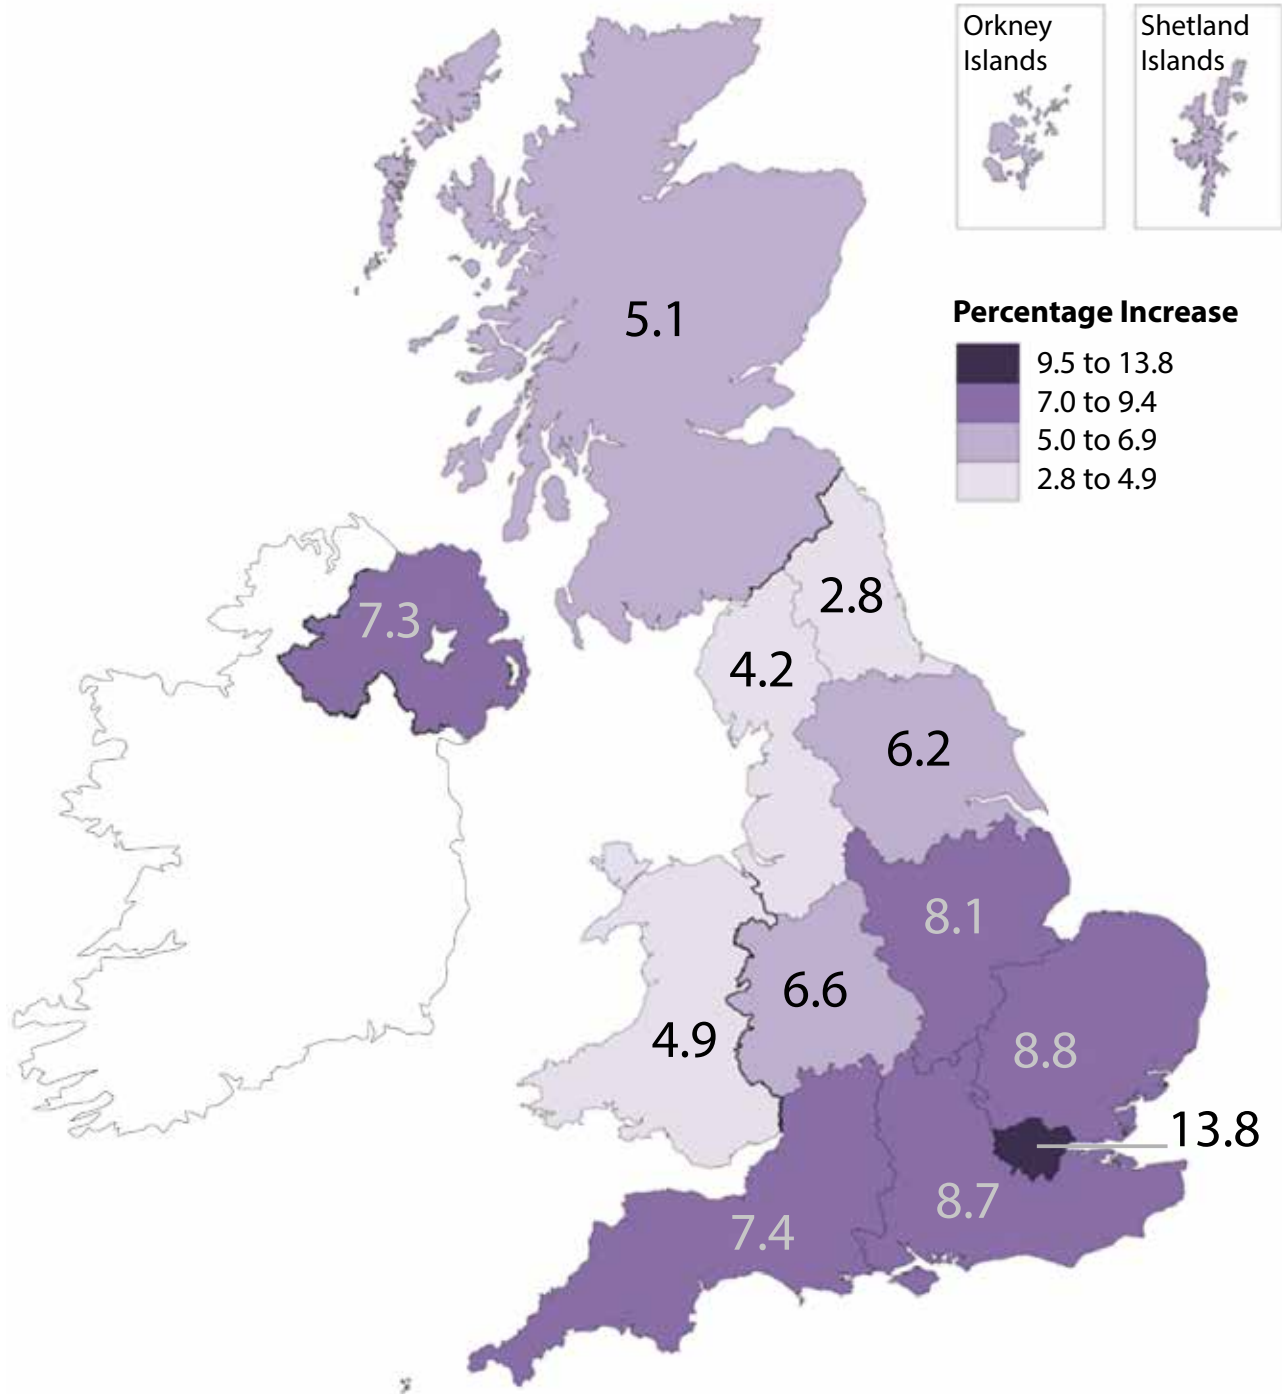 Orkney
Islands
Shetland
Islands
5.1
Percentage Increase
9.5 to 13.8
7.0 to 9.4
5.0 to 6.9
2.8 to 4.9
2.8
7.3
4.2
6.2
8.1
6.6
4.9
8.8
13.8
8.7
7.4